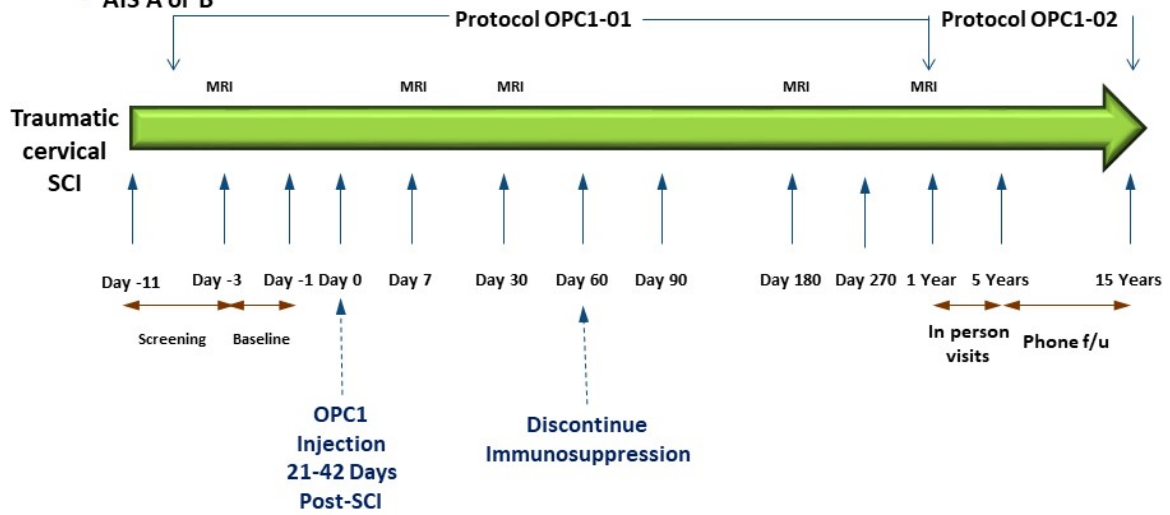 AIS A or B
Protocol OPC1-01
Protocol OPC1-02
MRI
MRI
MRI
MRI
MRI
Traumatic
cervical
SCI
Day -11
Day -3
Day -1
Day 0
Day 7
Day 30
Day 60
Day 90
Day 180
Day 270
1 Year
5 Years
15 Years
Screening
Baseline
In person
visits
Phone f/u
OPC1
Injection
21-42 Days
Post-SCI
Discontinue
Immunosuppression